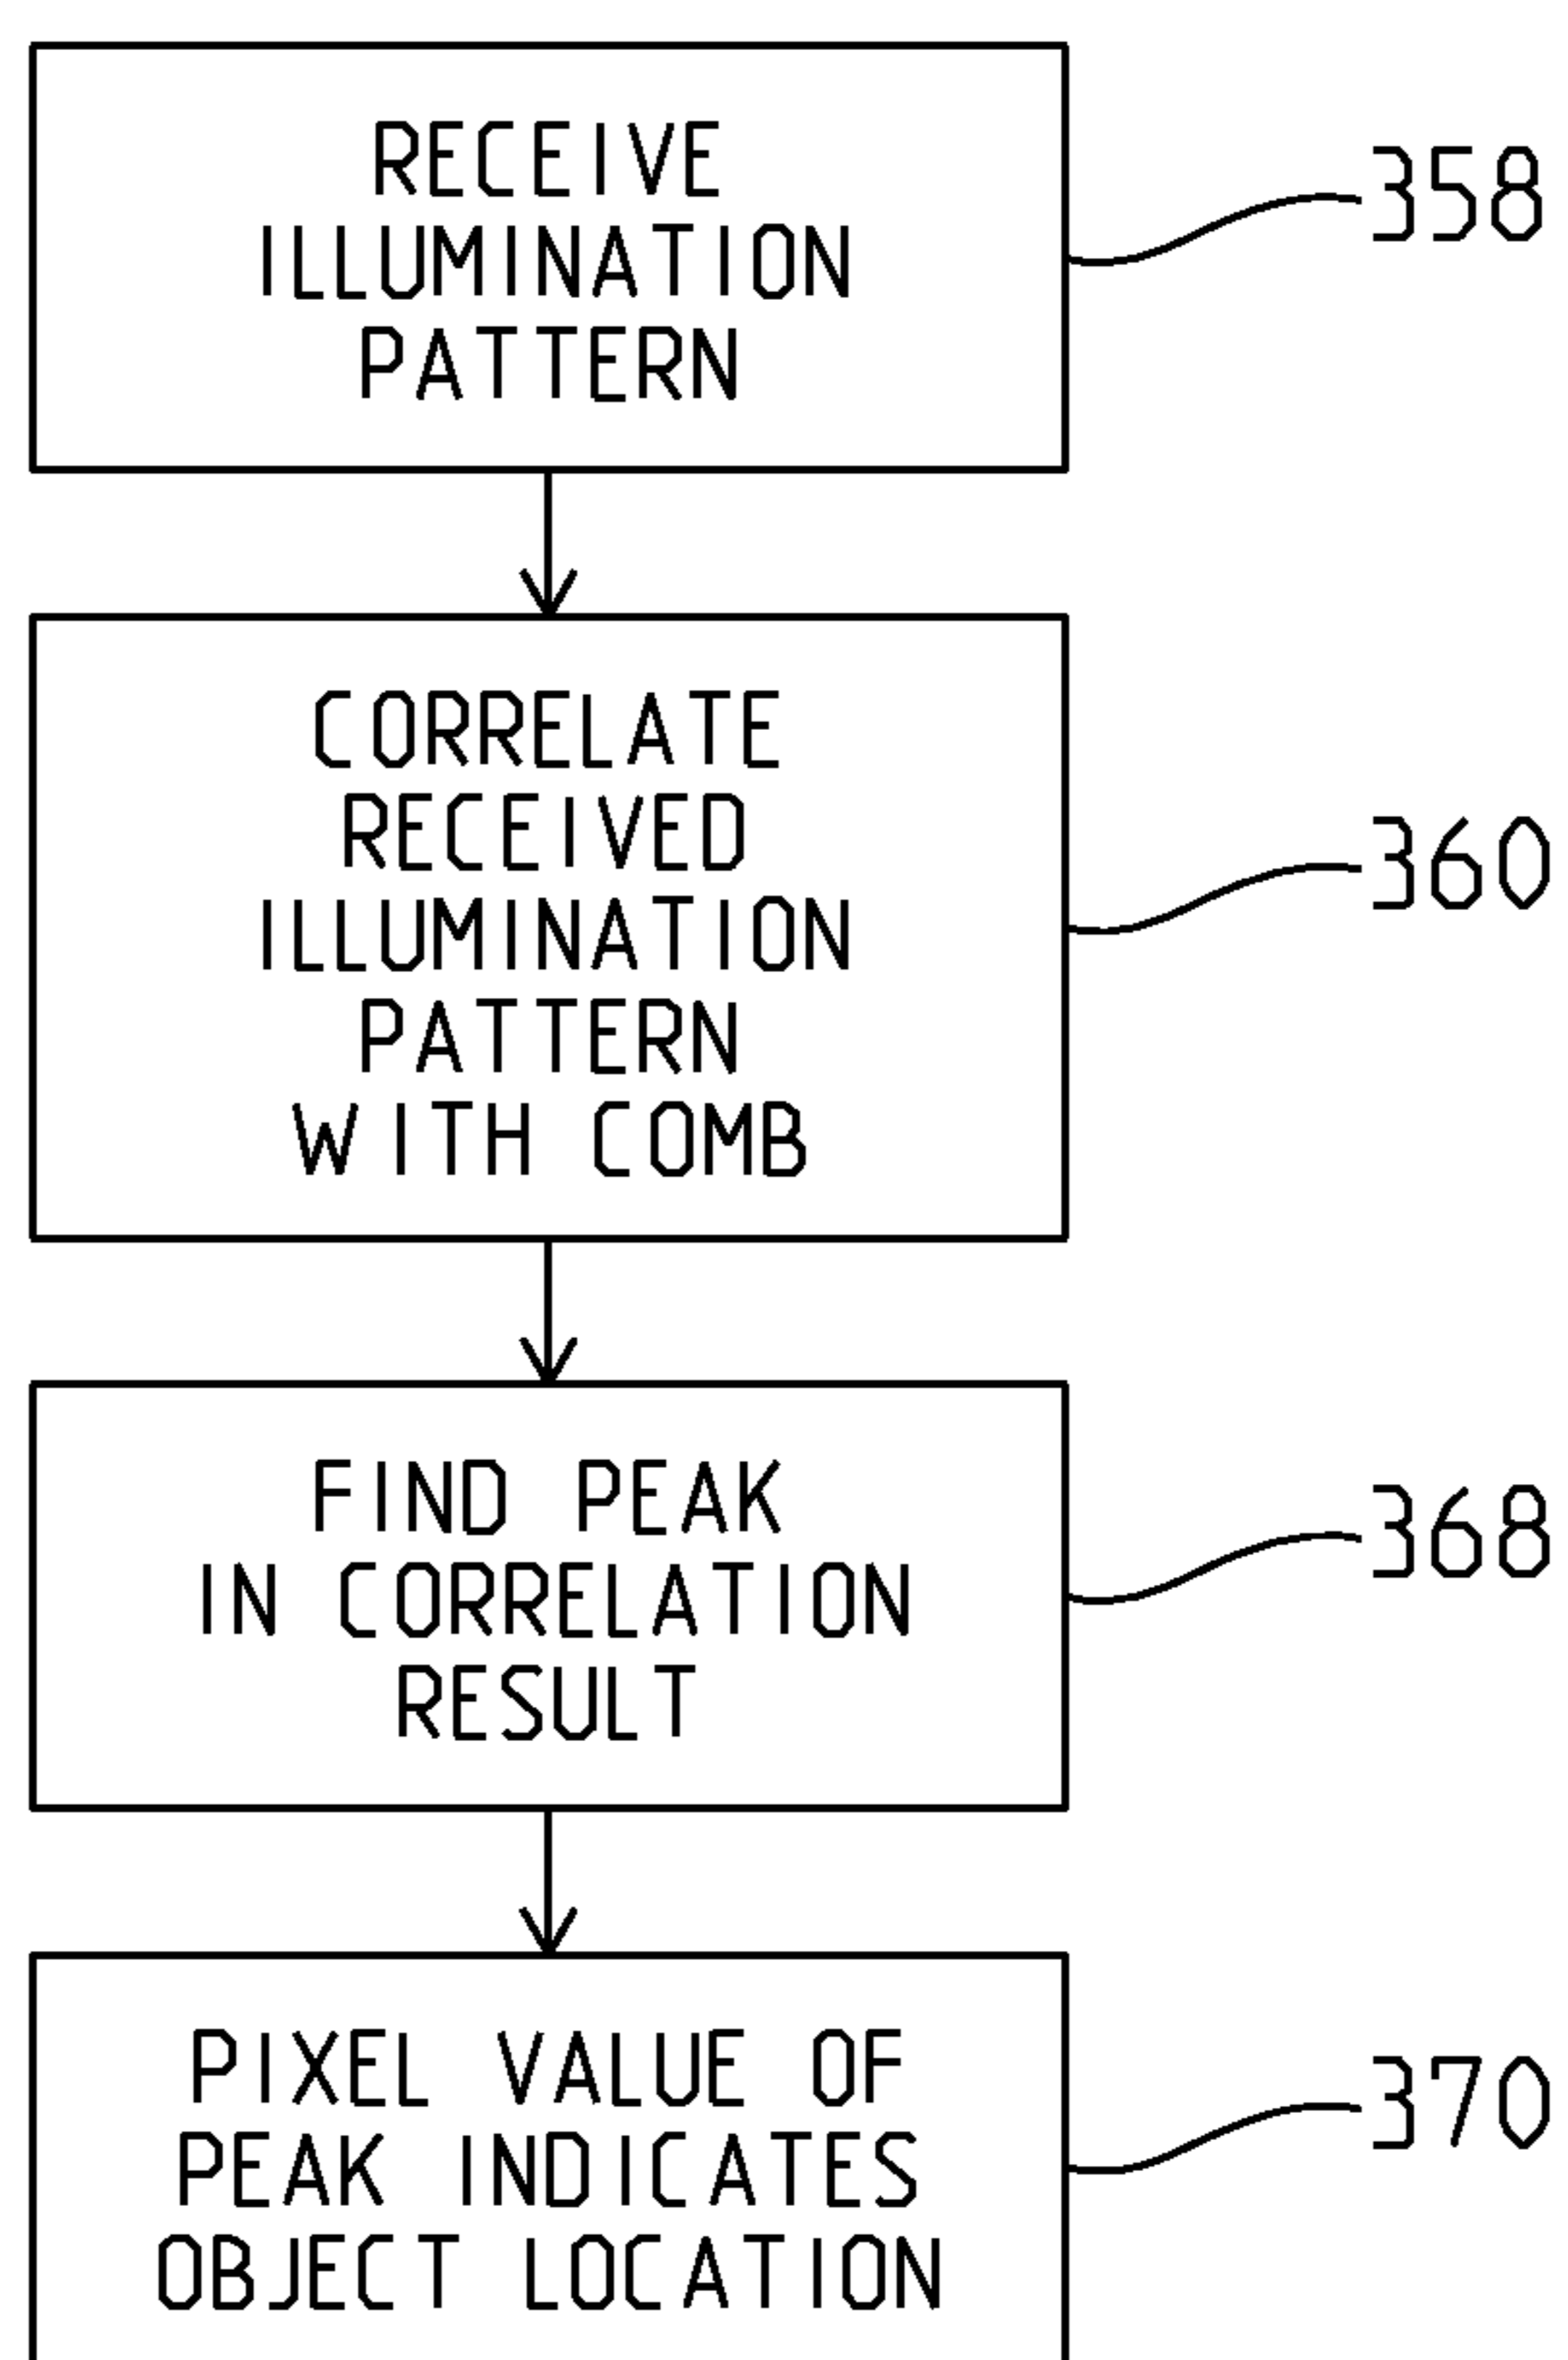 RECEIVE
ILLUMINATION
PATTERN
358
CORRELATE
RECEIVED
ILLUMINATION
PATTERN
WITH COMB
360
FIND PEAK
IN CORRELATION
RESULT
368
PIXEL VALUE OF
PEAK INDICATES
OBJECT LOCATION
370